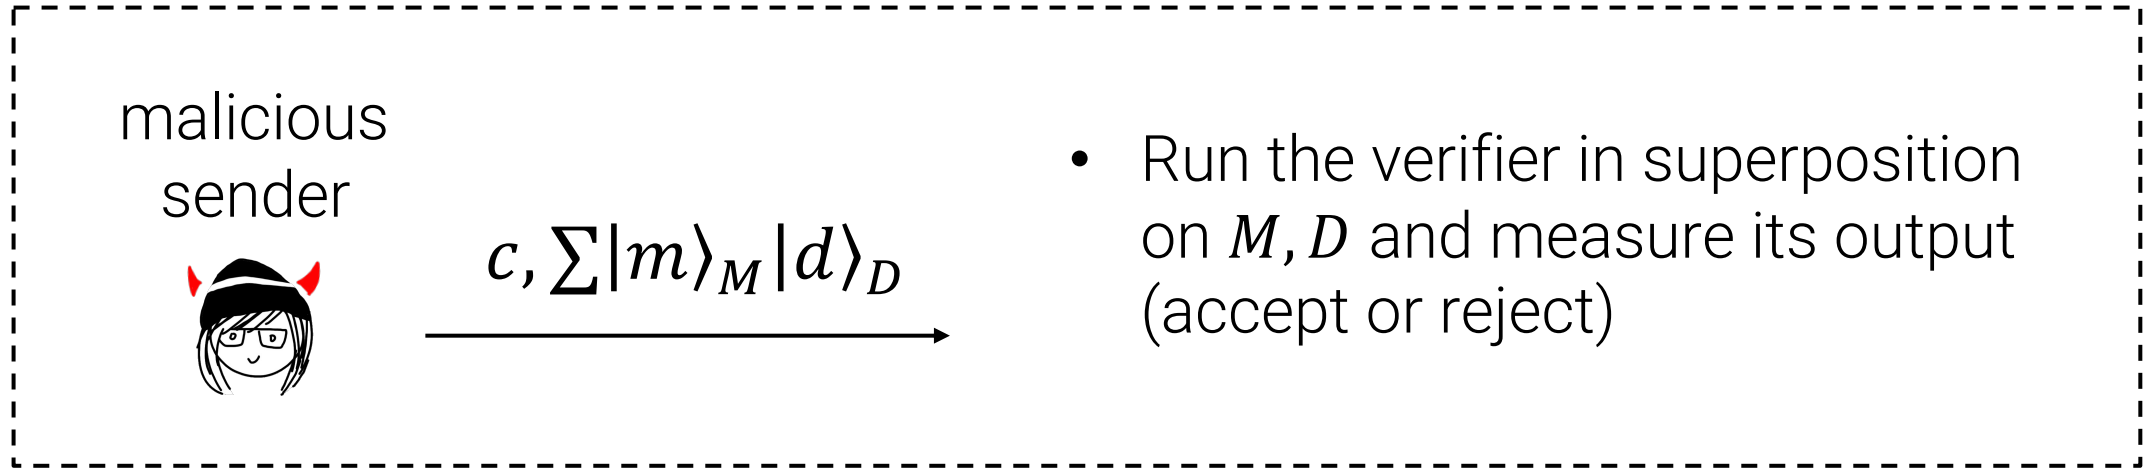 malicious
sender
c, ∑|m⟩_M|d⟩_D
• Run the verifier in superposition
on M, D and measure its output
(accept or reject)